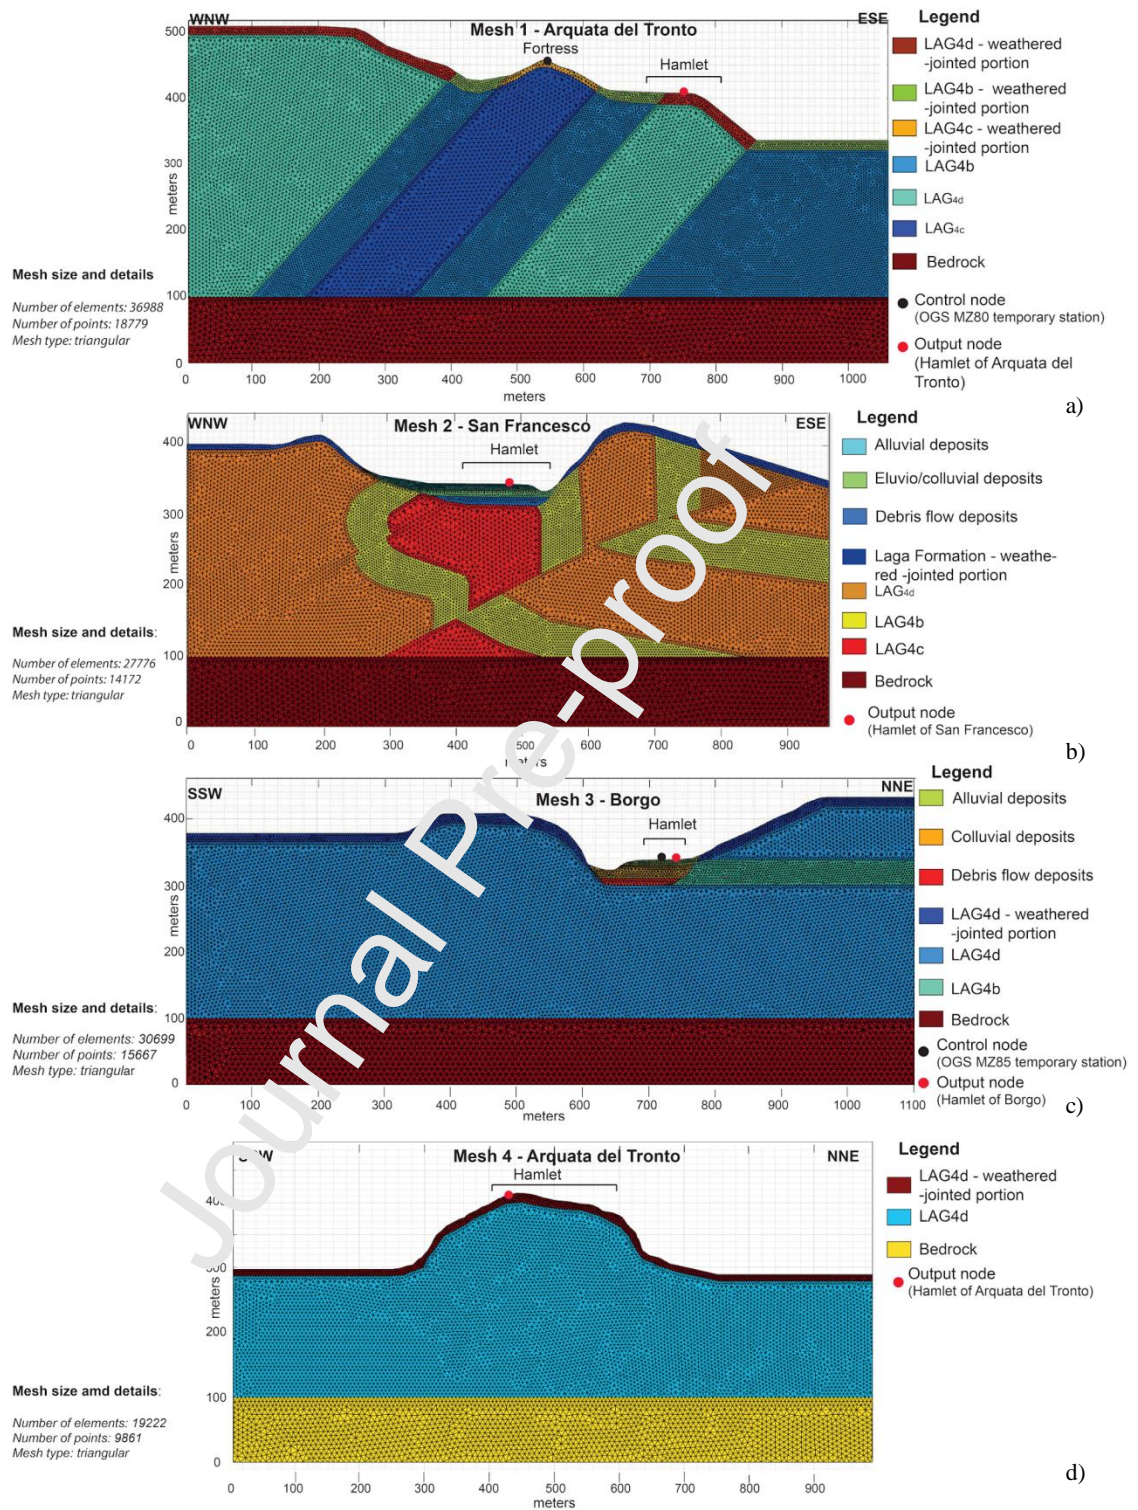 WNW
Mesh 1 - Arquata del Tronto
ESE
Fortress
Hamlet
500
400
300
200
100
0
meters
0 100 200 300 400 500 600 700 800 900 1000
meters
Mesh size and details
Number of elements: 36988
Number of points: 18779
Mesh type: triangular
Legend
LAG4d - weathered
-jointed portion
LAG4b - weathered
-jointed portion
LAG4c - weathered
-jointed portion
LAG4b
LAG4d
LAG4c
Bedrock
Control node
(OGS MZ80 temporary station)
Output node
(Hamlet of Arquata del
Tronto)
a)
WNW
Mesh 2 - San Francesco
ESE
Hamlet
400
300
200
100
0
meters
0 100 200 300 400 500 600 700 800 900
meters
Mesh size and details:
Number of elements: 27776
Number of points: 14172
Mesh type: triangular
Legend
Alluvial deposits
Eluvio/colluvial deposits
Debris flow deposits
Laga Formation - weathe-
red -jointed portion
LAG4d
LAG4b
LAG4c
Bedrock
Output node
(Hamlet of San Francesco)
b)
SSW
Mesh 3 - Borgo
NNE
Hamlet
400
300
200
100
0
meters
0 100 200 300 400 500 600 700 800 900 1000 1100
meters
Mesh size and details:
Number of elements: 30699
Number of points: 15667
Mesh type: triangular
Legend
Alluvial deposits
Colluvial deposits
Debris flow deposits
LAG4d - weathered
-jointed portion
LAG4d
LAG4b
Bedrock
Control node
(OGS MZ85 temporary station)
Output node
(Hamlet of Borgo)
c)
SSW
Mesh 4 - Arquata del Tronto
NNE
Hamlet
400
300
200
100
0
meters
0 100 200 300 400 500 600 700 800 900
meters
Mesh size amd details:
Number of elements: 19222
Number of points: 9861
Mesh type: triangular
Legend
LAG4d - weathered
-jointed portion
LAG4d
Bedrock
Output node
(Hamlet of Arquata del Tronto)
d)
Journal Pre-proof